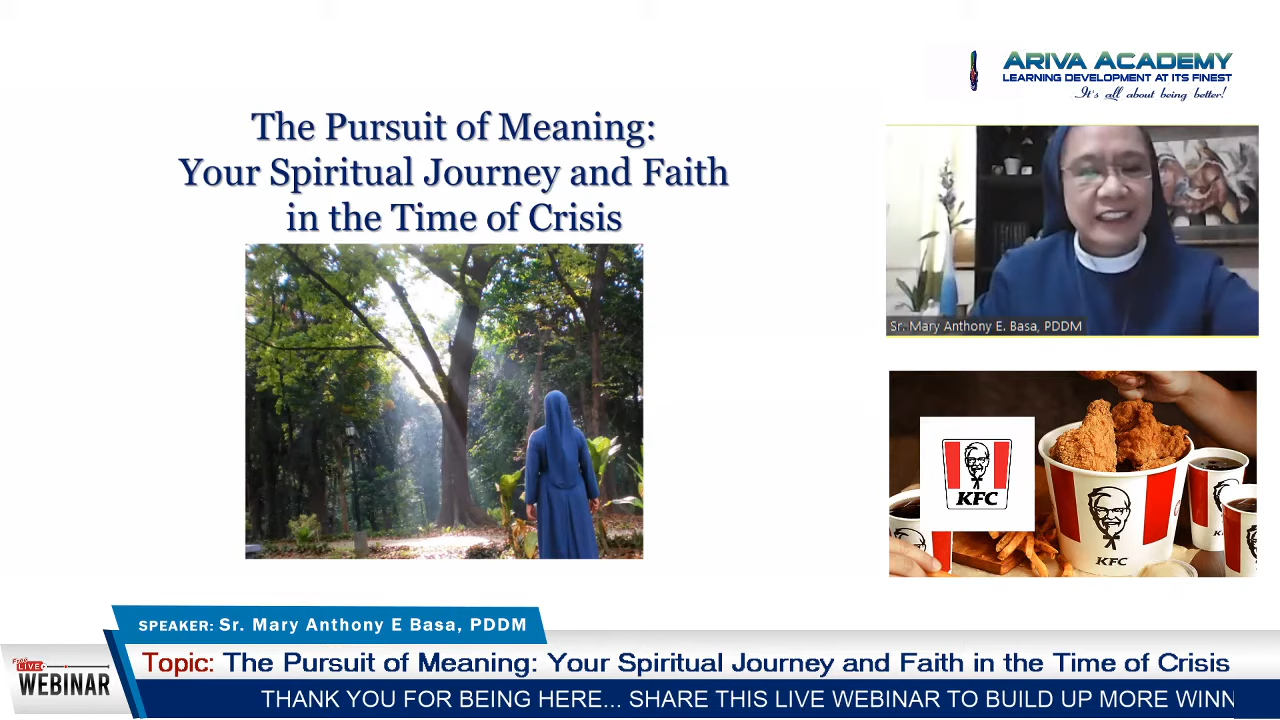 ARIVA ACADEMY
LEARNING DEVELOPMENT AT ITS FINEST
It's all about being better!
The Pursuit of Meaning:
Your Spiritual Journey and Faith
in the Time of Crisis
Sr. Mary Anthony E. Basa, PDDM
KFC
KFC
SPEAKER: Sr. Mary Anthony E Basa, PDDM
Free
LIVE
WEBINAR
Topic: The Pursuit of Meaning: Your Spiritual Journey and Faith in the Time of Crisis
THANK YOU FOR BEING HERE... SHARE THIS LIVE WEBINAR TO BUILD UP MORE WINN